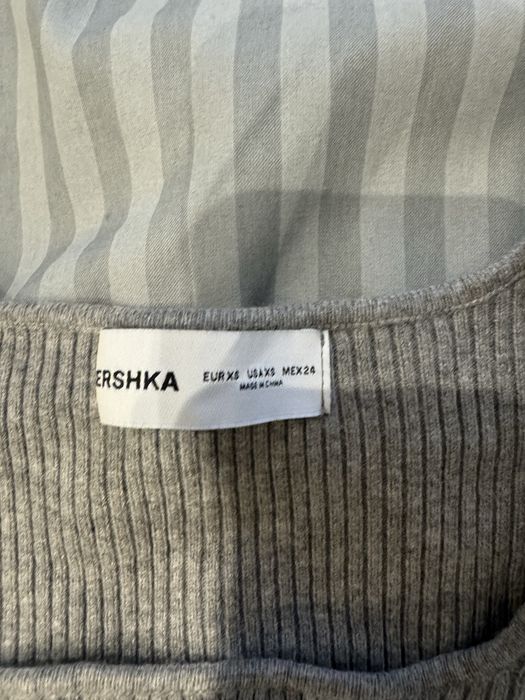 ERSHKA
EUR XS USA XS MEX 24
MADE IN CHINA